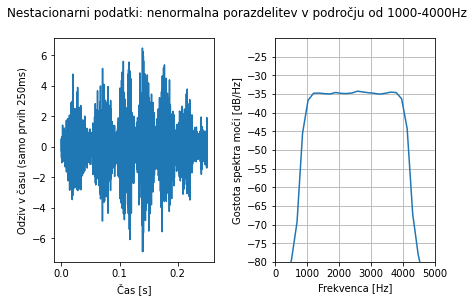 Nestacionarni podatki: nenormalna porazdelitev v področju od 1000-4000Hz
Odziv v času (samo prvih 250ms)
6
4
2
0
−2
−4
−6
0.0 0.1 0.2
Čas [s]
Gostota spektra moči [dB/Hz]
−25
−30
−35
−40
−45
−50
−55
−60
−65
−70
−75
−80
0 1000 2000 3000 4000 5000
Frekvenca [Hz]